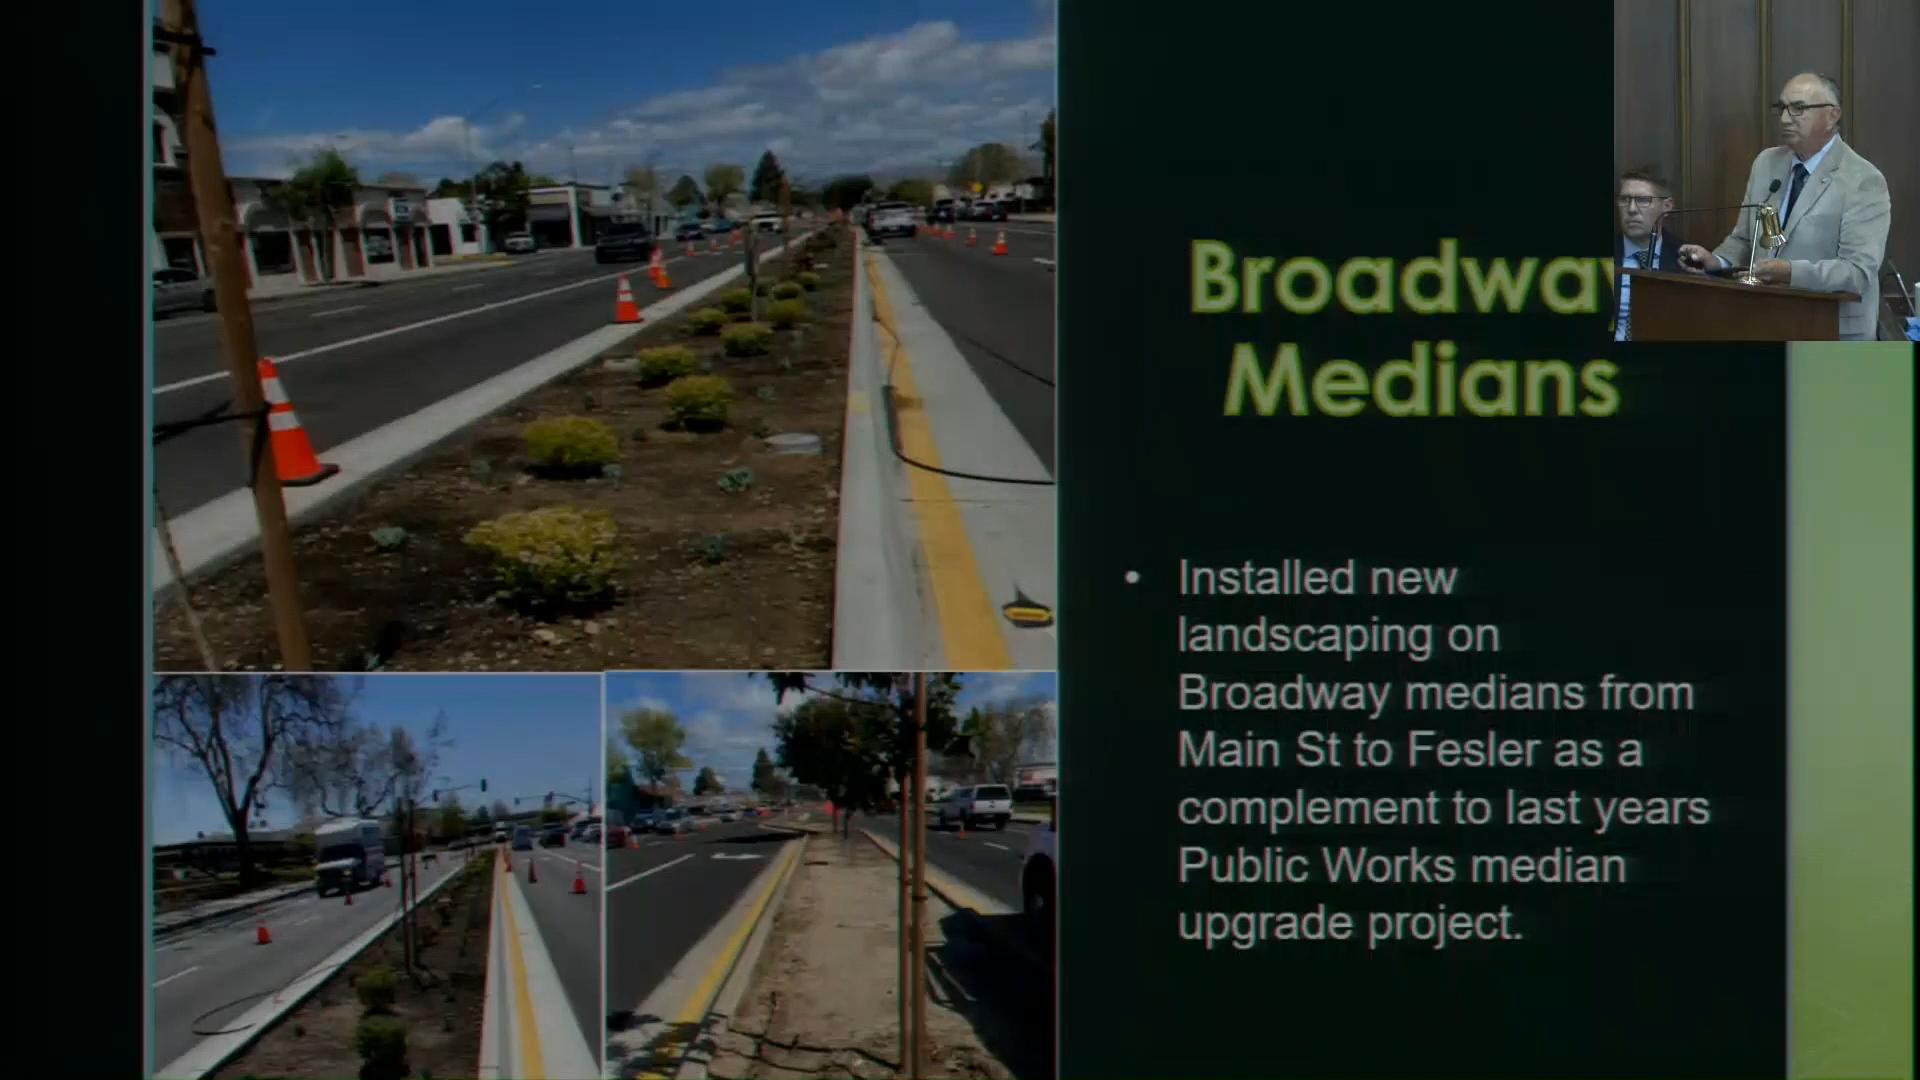 Broadway
Medians
• Installed new
landscaping on
Broadway medians from
Main St to Fesler as a
complement to last years
Public Works median
upgrade project.